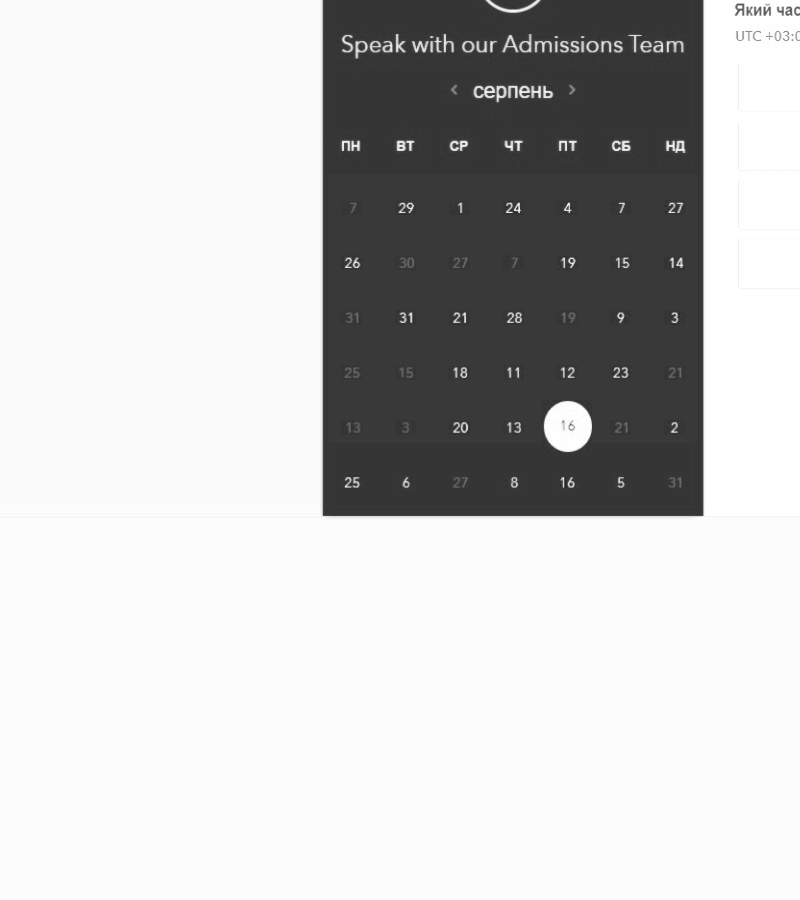 Який час
UTC +03:0
Speak with our Admissions Team
‹ серпень ›
ПН ВТ СР ЧТ ПТ СБ НД
7 29 1 24 4 7 27
26 30 27 7 19 15 14
31 31 21 28 19 9 3
25 15 18 11 12 23 21
13 3 20 13 16 21 2
25 6 27 8 16 5 31